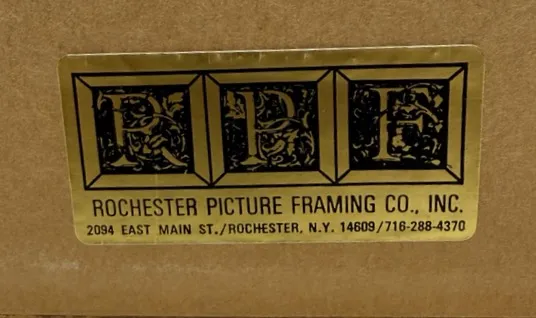 RPF
ROCHESTER PICTURE FRAMING CO., INC.
2094 EAST MAIN ST./ROCHESTER, N.Y. 14609/716-288-4370